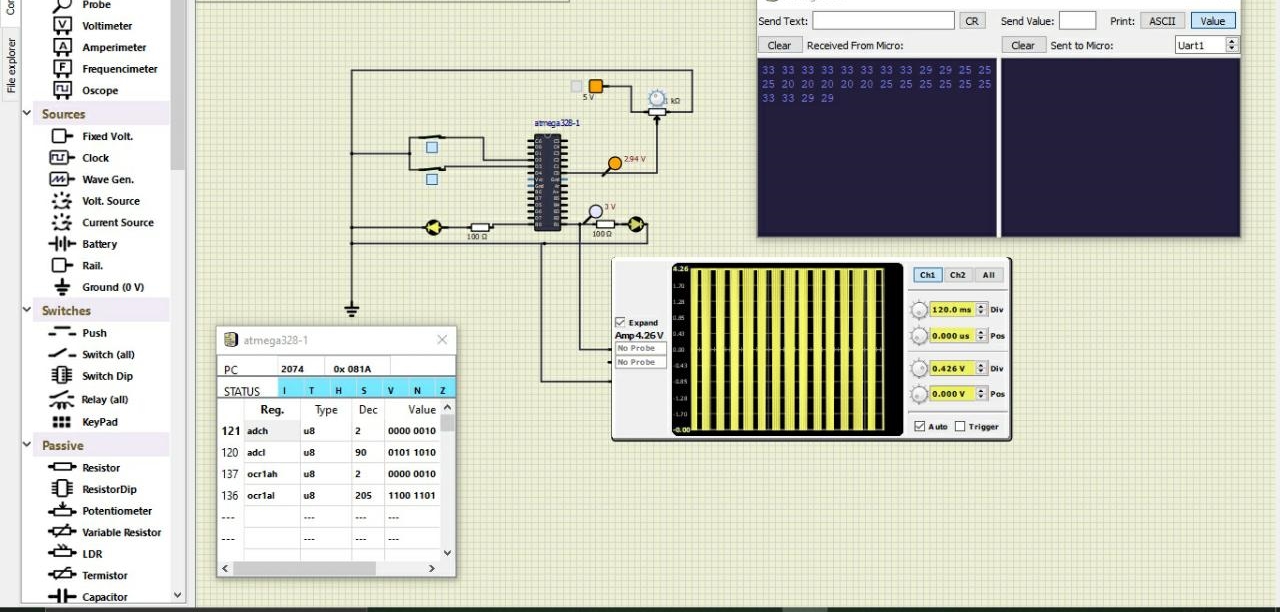 File explorer
Probe
Voltimeter
Amperimeter
Frequencimeter
Oscope
Sources
Fixed Volt.
Clock
Wave Gen.
Volt. Source
Current Source
Battery
Rail.
Ground (0 V)
Switches
Push
Switch (all)
Switch Dip
Relay (all)
KeyPad
Passive
Resistor
ResistorDip
Potentiometer
Variable Resistor
LDR
Termistor
Capacitor
5 V
1 kΩ
atmega328-1
2.94 V
3 V
100 Ω
100 Ω
Send Text: CR Send Value: Print: ASCII Value
Clear Received From Micro: Clear Sent to Micro: Uart1
33 33 33 33 33 33 33 33 29 29 25 25
25 20 20 20 20 20 25 25 25 25 25 25
33 33 29 29
Expand
Amp 4.26 V
No Probe
No Probe
4.26
1.70
1.28
0.85
0.43
0.00
-0.43
-0.85
-1.28
-1.70
-0.00
Ch1 Ch2 All
120.0 ms Div
0.000 us Pos
0.426 V Div
0.000 V Pos
Auto Trigger
atmega328-1
PC 2074 0x 081A
STATUS I T H S V N Z
Reg. Type Dec Value
121 adch u8 2 0000 0010
120 adcl u8 90 0101 1010
137 ocr1ah u8 2 0000 0010
136 ocr1al u8 205 1100 1101
--- --- --- ---
--- --- --- ---